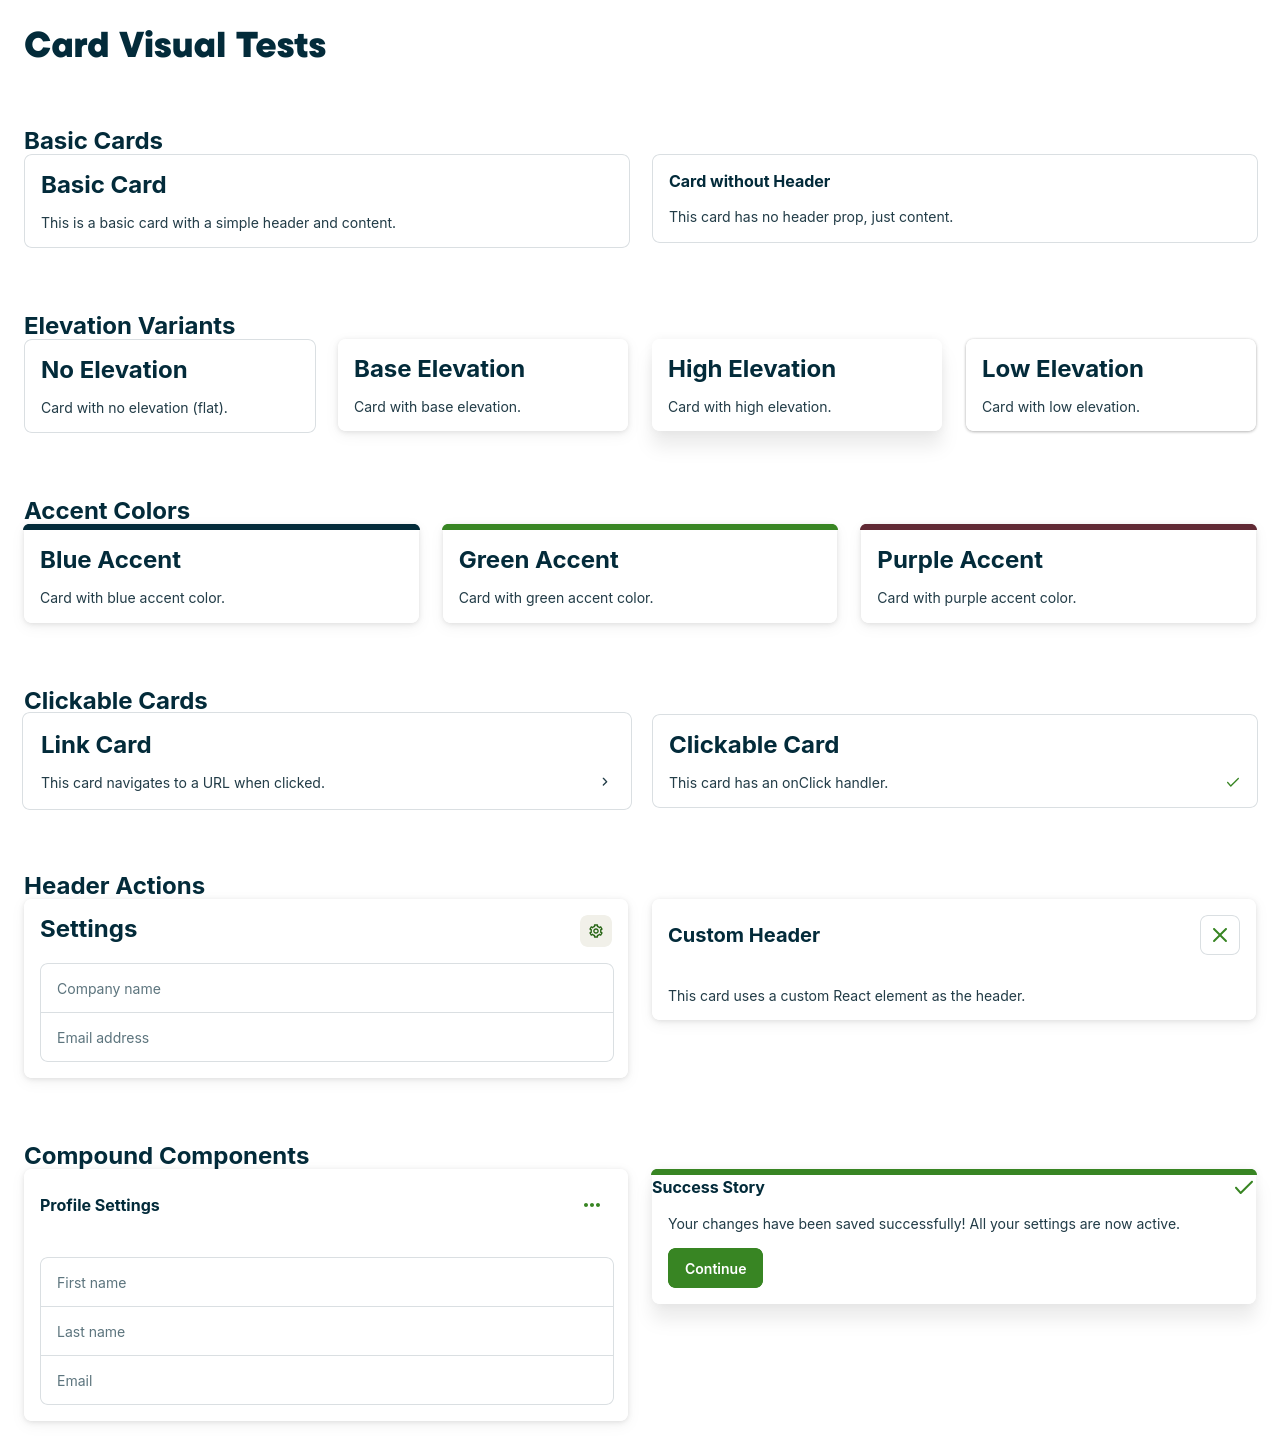 Card Visual Tests
Basic Cards
Basic Card
This is a basic card with a simple header and content.
Card without Header
This card has no header prop, just content.
Elevation Variants
No Elevation
Card with no elevation (flat).
Base Elevation
Card with base elevation.
High Elevation
Card with high elevation.
Low Elevation
Card with low elevation.
Accent Colors
Blue Accent
Card with blue accent color.
Green Accent
Card with green accent color.
Purple Accent
Card with purple accent color.
Clickable Cards
Link Card
This card navigates to a URL when clicked.
Clickable Card
This card has an onClick handler.
Header Actions
Settings
Company name
Email address
Custom Header
This card uses a custom React element as the header.
Compound Components
Profile Settings
First name
Last name
Email
Success Story
Your changes have been saved successfully! All your settings are now active.
Continue